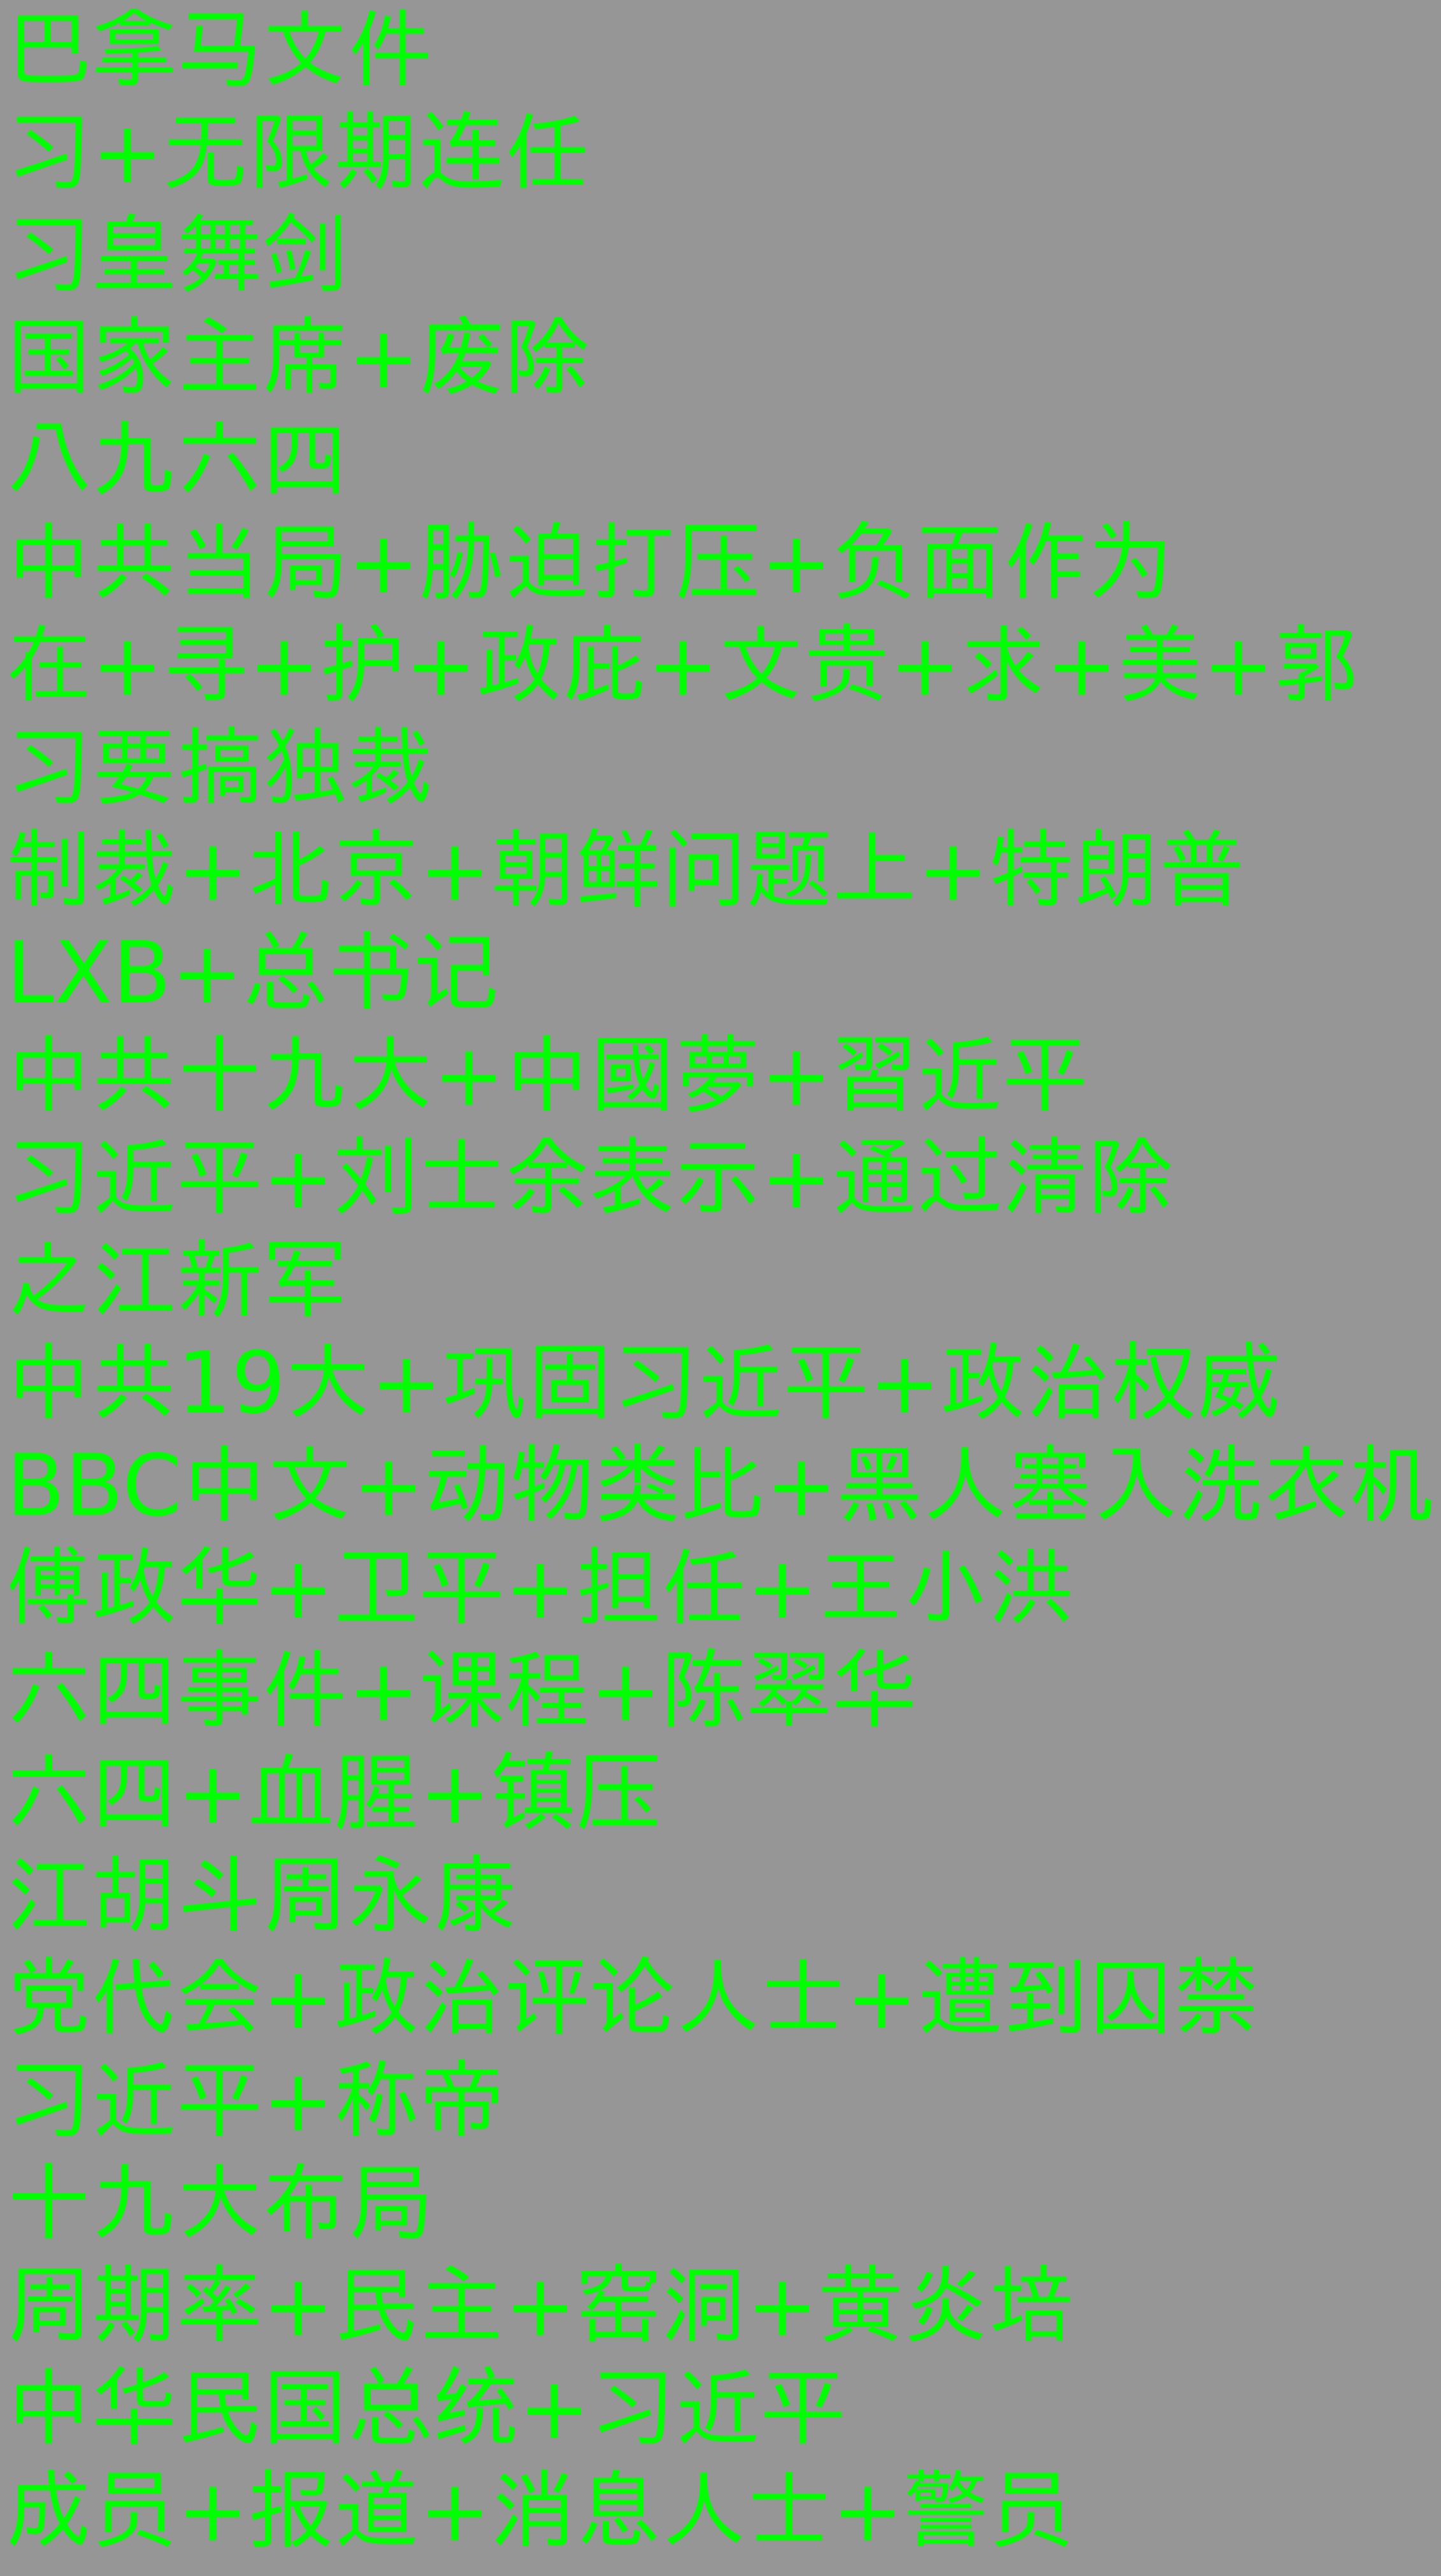 巴拿马文件
习+无限期连任
习皇舞剑
国家主席+废除
八九六四
中共当局+胁迫打压+负面作为
在+寻+护+政庇+文贵+求+美+郭
习要搞独裁
制裁+北京+朝鲜问题上+特朗普
LXB+总书记
中共十九大+中國夢+習近平
习近平+刘士余表示+通过清除
之江新军
中共19大+巩固习近平+政治权威
BBC中文+动物类比+黑人塞入洗衣机
傅政华+卫平+担任+王小洪
六四事件+课程+陈翠华
六四+血腥+镇压
江胡斗周永康
党代会+政治评论人士+遭到囚禁
习近平+称帝
十九大布局
周期率+民主+窑洞+黄炎培
中华民国总统+习近平
成员+报道+消息人士+警员